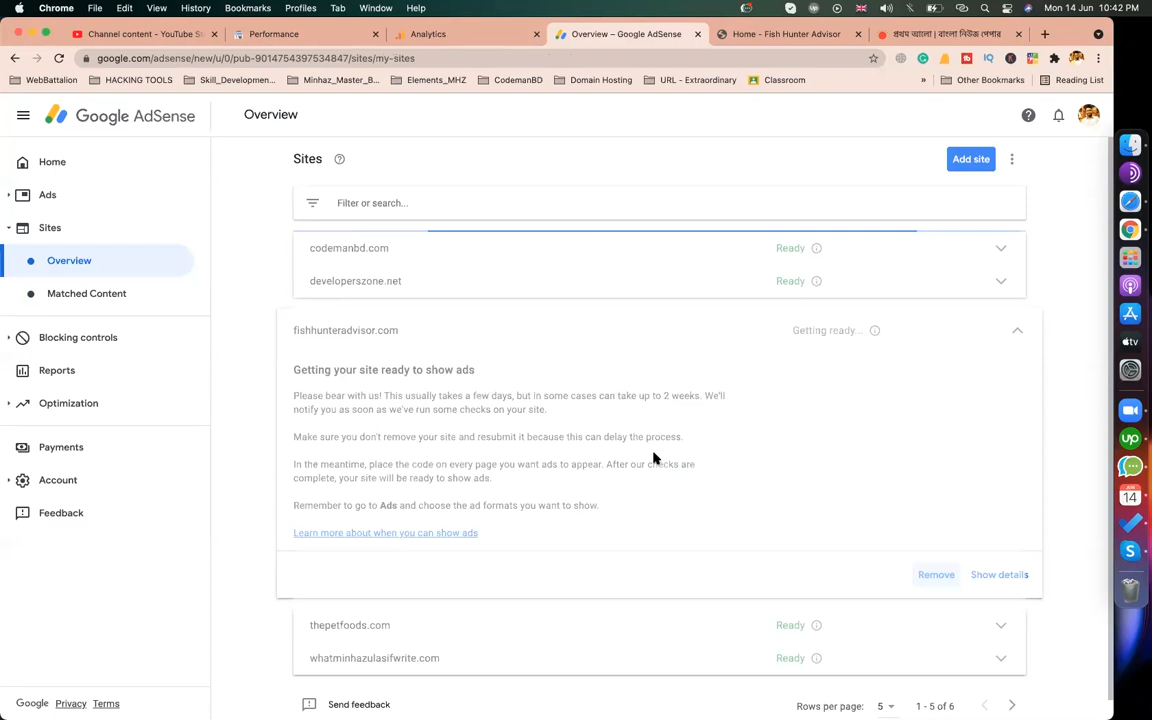 Chrome File Edit View History Bookmarks Profiles Tab Window Help Mon 14 Jun 10:42 PM
Channel content - YouTube St Performance Analytics Overview – Google AdSense Home - Fish Hunter Advisor প্রথম আলো | বাংলা নিউজ পেপার
google.com/adsense/new/u/0/pub-9014754397534847/sites/my-sites
WebBattalion HACKING TOOLS Skill_Developmen... Minhaz_Master_B... Elements_MHZ CodemanBD Domain Hosting URL - Extraordinary Classroom » Other Bookmarks Reading List
Google AdSense Overview
Sites Add site
Home
Ads
Filter or search...
Sites
codemanbd.com Ready
Overview
developerszone.net Ready
Matched Content
fishhunteradvisor.com Getting ready...
Blocking controls
Getting your site ready to show ads
Reports
Please bear with us! This usually takes a few days, but in some cases can take up to 2 weeks. We'll
notify you as soon as we've run some checks on your site.
Optimization
Make sure you don't remove your site and resubmit it because this can delay the process.
Payments
In the meantime, place the code on every page you want ads to appear. After our checks are
complete, your site will be ready to show ads.
Account
Remember to go to Ads and choose the ad formats you want to show.
Feedback
Learn more about when you can show ads
Remove Show details
thepetfoods.com Ready
whatminhazulasifwrite.com Ready
Google Privacy Terms
Send feedback Rows per page: 5 1 - 5 of 6
tv
up
JUN
14